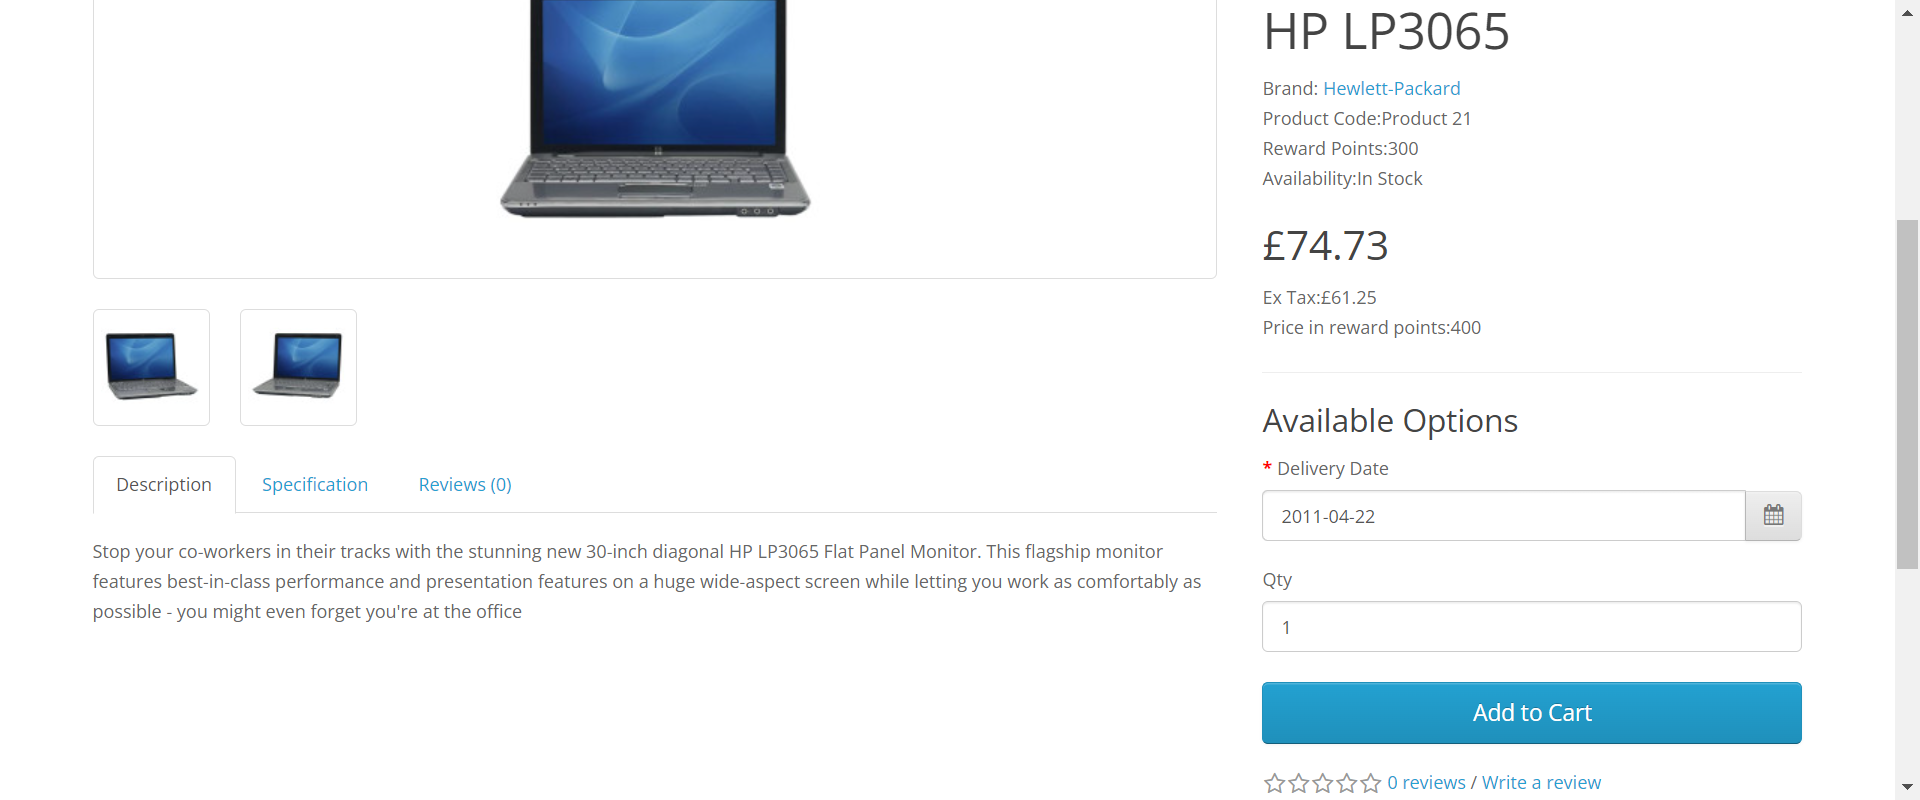 HP LP3065
Brand: Hewlett-Packard
Product Code:Product 21
Reward Points:300
Availability:In Stock
£74.73
Ex Tax:£61.25
Price in reward points:400
Available Options
* Delivery Date
2011-04-22
Qty
1
Add to Cart
0 reviews / Write a review
Description Specification Reviews (0)
Stop your co-workers in their tracks with the stunning new 30-inch diagonal HP LP3065 Flat Panel Monitor. This flagship monitor
features best-in-class performance and presentation features on a huge wide-aspect screen while letting you work as comfortably as
possible - you might even forget you're at the office